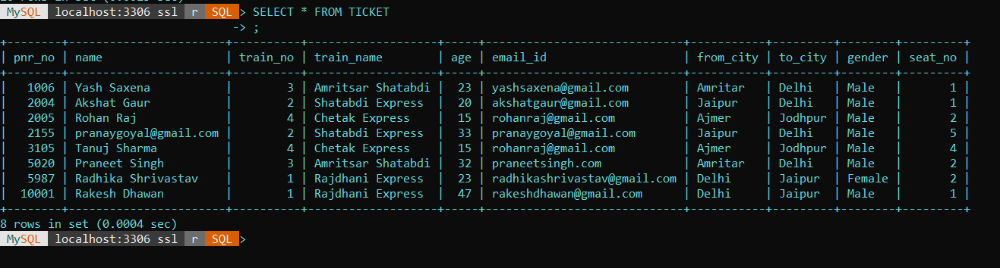 8 rows in set (0.0025 sec)
MySQL localhost:3306 ssl r SQL > SELECT * FROM TICKET
-> ;
+--------+----------------------+----------+-------------------+-----+----------------------------+-----------+---------+--------+---------+
| pnr_no | name | train_no | train_name | age | email_id | from_city | to_city | gender | seat_no |
+--------+----------------------+----------+-------------------+-----+----------------------------+-----------+---------+--------+---------+
| 1006 | Yash Saxena | 3 | Amritsar Shatabdi | 23 | yashsaxena@gmail.com | Amritar | Delhi | Male | 1 |
| 2004 | Akshat Gaur | 2 | Shatabdi Express | 20 | akshatgaur@gmail.com | Jaipur | Delhi | Male | 1 |
| 2005 | Rohan Raj | 4 | Chetak Express | 15 | rohanraj@gmail.com | Ajmer | Jodhpur | Male | 2 |
| 2155 | pranaygoyal@gmail.com | 2 | Shatabdi Express | 33 | pranaygoyal@gmail.com | Jaipur | Delhi | Male | 5 |
| 3105 | Tanuj Sharma | 4 | Chetak Express | 15 | rohanraj@gmail.com | Ajmer | Jodhpur | Male | 4 |
| 5020 | Praneet Singh | 3 | Amritsar Shatabdi | 32 | praneetsingh.com | Amritar | Delhi | Male | 2 |
| 5987 | Radhika Shrivastav | 1 | Rajdhani Express | 23 | radhikashrivastav@gmail.com | Delhi | Jaipur | Female | 2 |
| 10001 | Rakesh Dhawan | 1 | Rajdhani Express | 47 | rakeshdhawan@gmail.com | Delhi | Jaipur | Male | 1 |
+--------+----------------------+----------+-------------------+-----+----------------------------+-----------+---------+--------+---------+
8 rows in set (0.0004 sec)
MySQL localhost:3306 ssl r SQL >